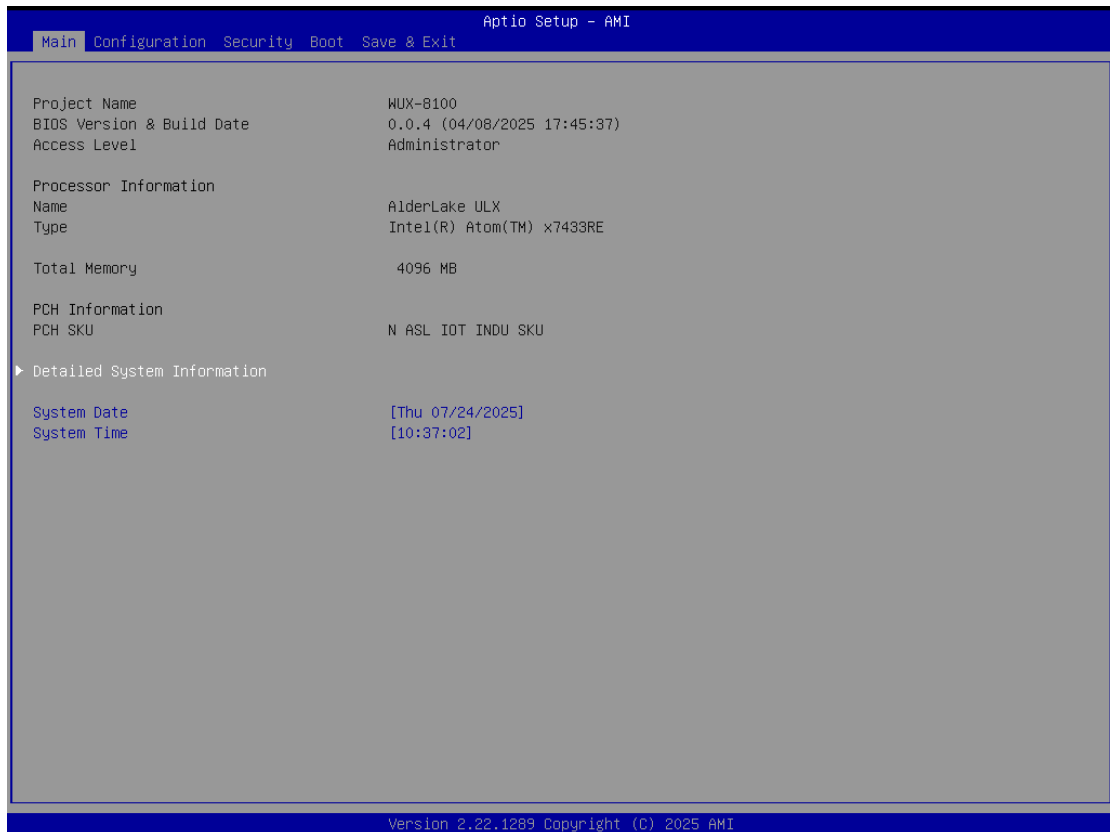 Aptio Setup – AMI
Main Configuration Security Boot Save & Exit
Project Name WUX-8100
BIOS Version & Build Date 0.0.4 (04/08/2025 17:45:37)
Access Level Administrator
Processor Information
Name AlderLake ULX
Type Intel(R) Atom(TM) x7433RE
Total Memory 4096 MB
PCH Information
PCH SKU N ASL IOT INDU SKU
Detailed System Information
System Date [Thu 07/24/2025]
System Time [10:37:02]
Version 2.22.1289 Copyright (C) 2025 AMI